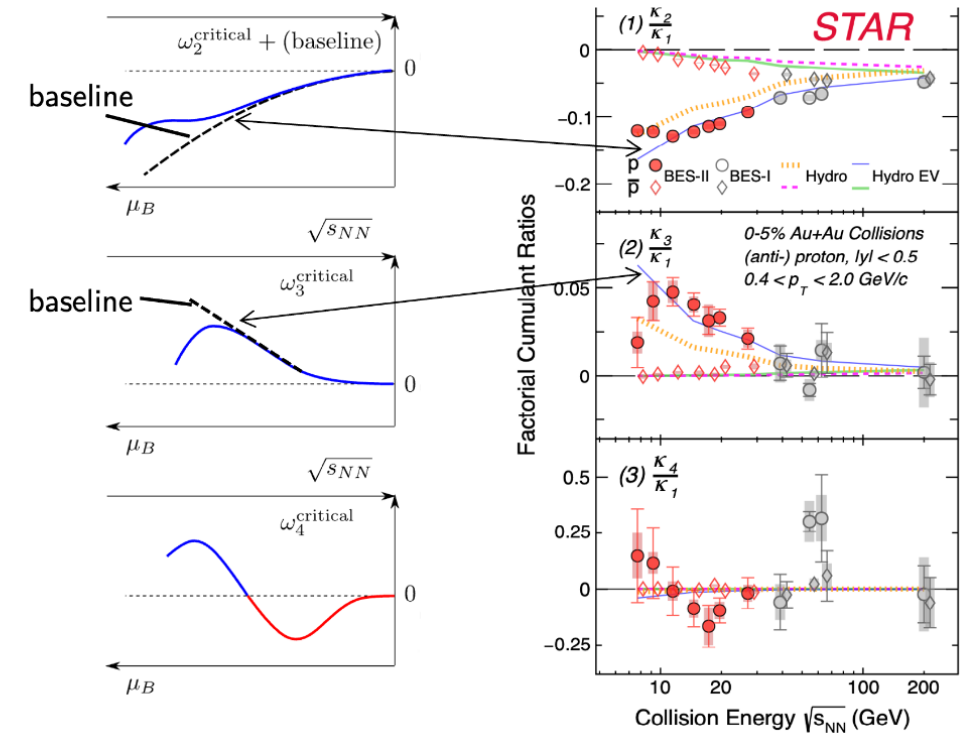 ω₂^critical + (baseline)
0
baseline
μ_B
√s_NN
ω₃^critical
baseline
0
μ_B
√s_NN
ω₄^critical
0
μ_B
Factorial Cumulant Ratios
(1) κ₂/κ₁
STAR
0
−0.1
−0.2
p
p̄
BES-II
BES-I
Hydro
Hydro EV
(2) κ₃/κ₁
0-5% Au+Au Collisions
(anti-) proton, |y| < 0.5
0.4 < p_T < 2.0 GeV/c
0.05
0
(3) κ₄/κ₁
0.5
0.25
0
−0.25
10 20 100 200
Collision Energy √s_NN (GeV)